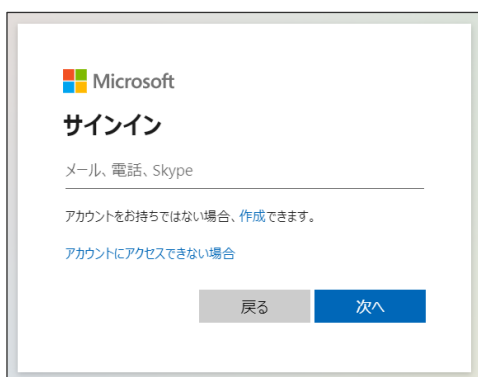 Microsoft
サインイン
メール、電話、Skype
アカウントをお持ちではない場合、作成できます。
アカウントにアクセスできない場合
戻る 次へ